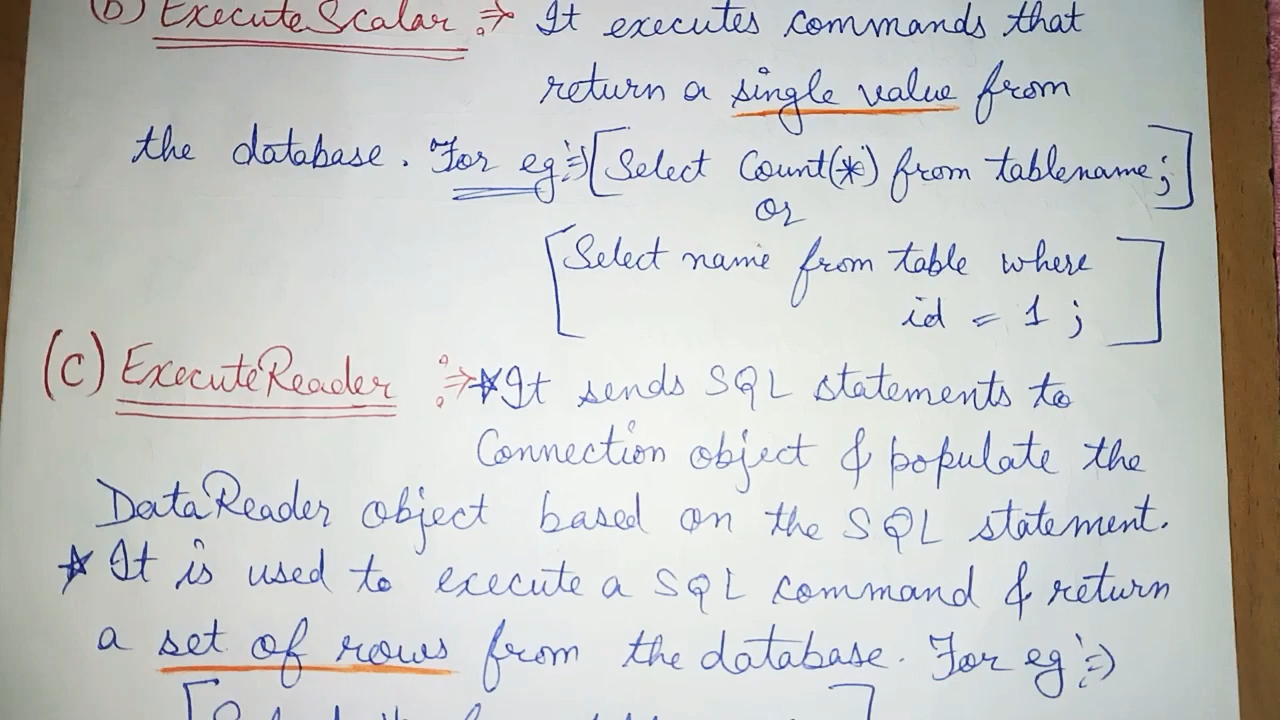 (b) ExecuteScalar :⇒ It executes commands that
return a single value from
the database. For eg:⇒ [Select Count(*) from tablename;]
or
[Select name from table where
id = 1 ;]
(c) ExecuteReader :⇒ * It sends SQL statements to
Connection object & populate the
DataReader object based on the SQL statement.
* It is used to execute a SQL command & return
a set of rows from the database. For eg:⇒